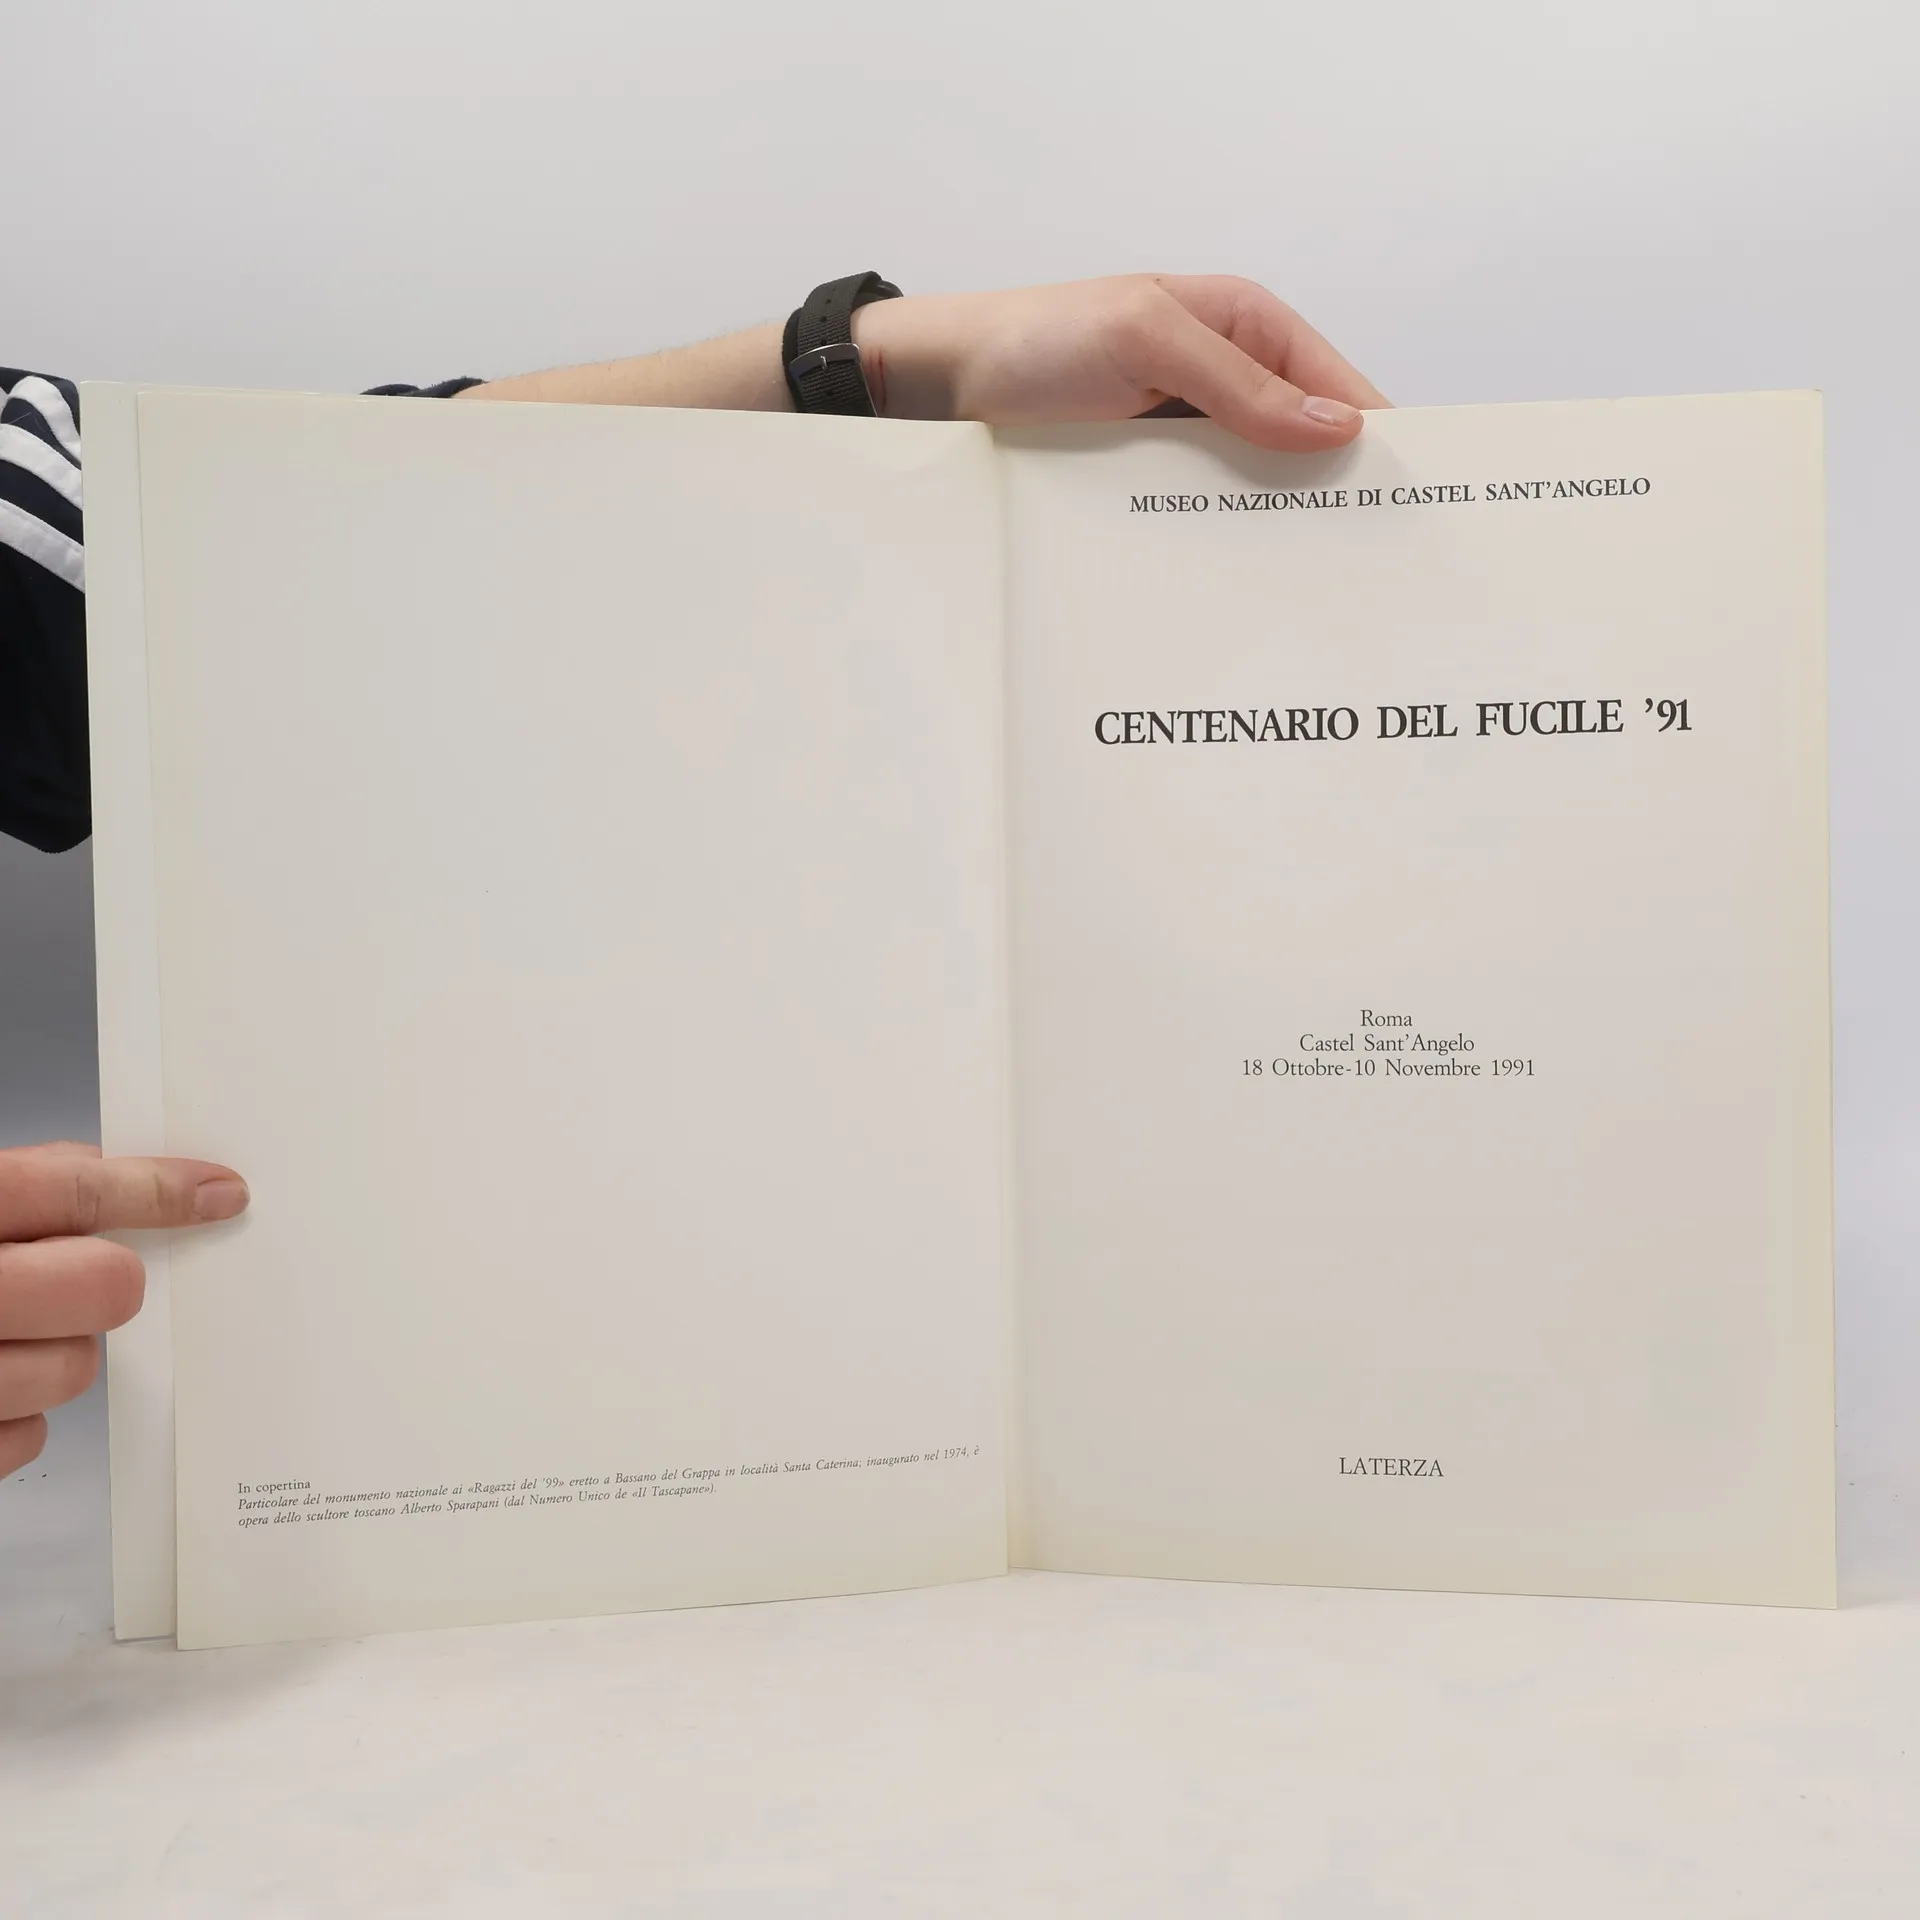 In copertina
Particolare del monumento nazionale ai «Ragazzi del '99» eretto a Bassano del Grappa in località Santa Caterina; inaugurato nel 1974, è
opera dello scultore toscano Alberto Sparapani (dal Numero Unico de «Il Tascapane»).
MUSEO NAZIONALE DI CASTEL SANT'ANGELO
CENTENARIO DEL FUCILE '91
Roma
Castel Sant'Angelo
18 Ottobre-10 Novembre 1991
LATERZA